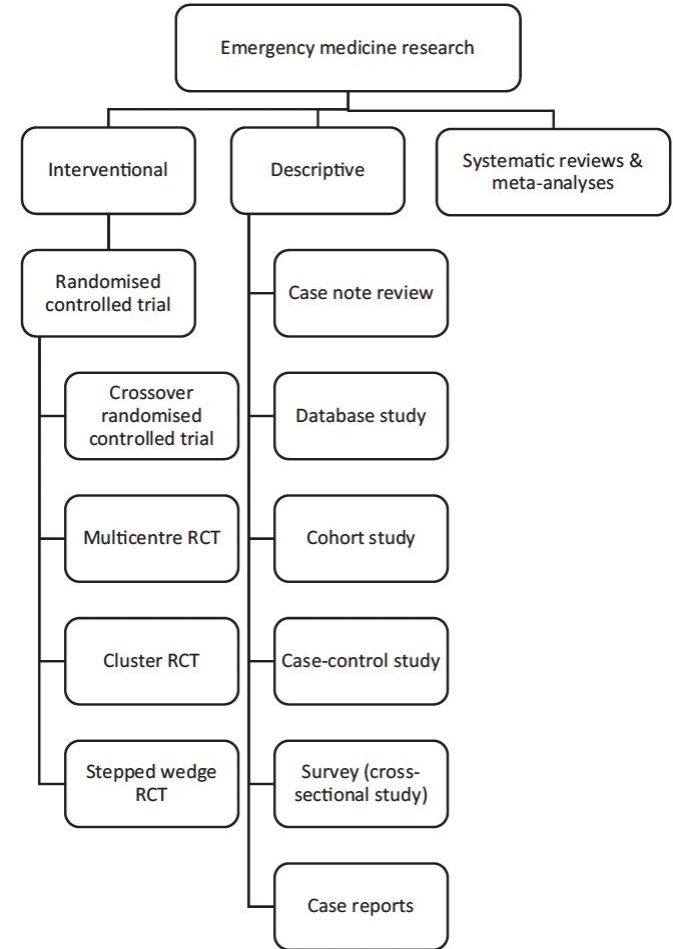 Emergency medicine research
Interventional
Descriptive
Systematic reviews &
meta-analyses
Randomised
controlled trial
Crossover
randomised
controlled trial
Multicentre RCT
Cluster RCT
Stepped wedge
RCT
Case note review
Database study
Cohort study
Case-control study
Survey (cross-
sectional study)
Case reports